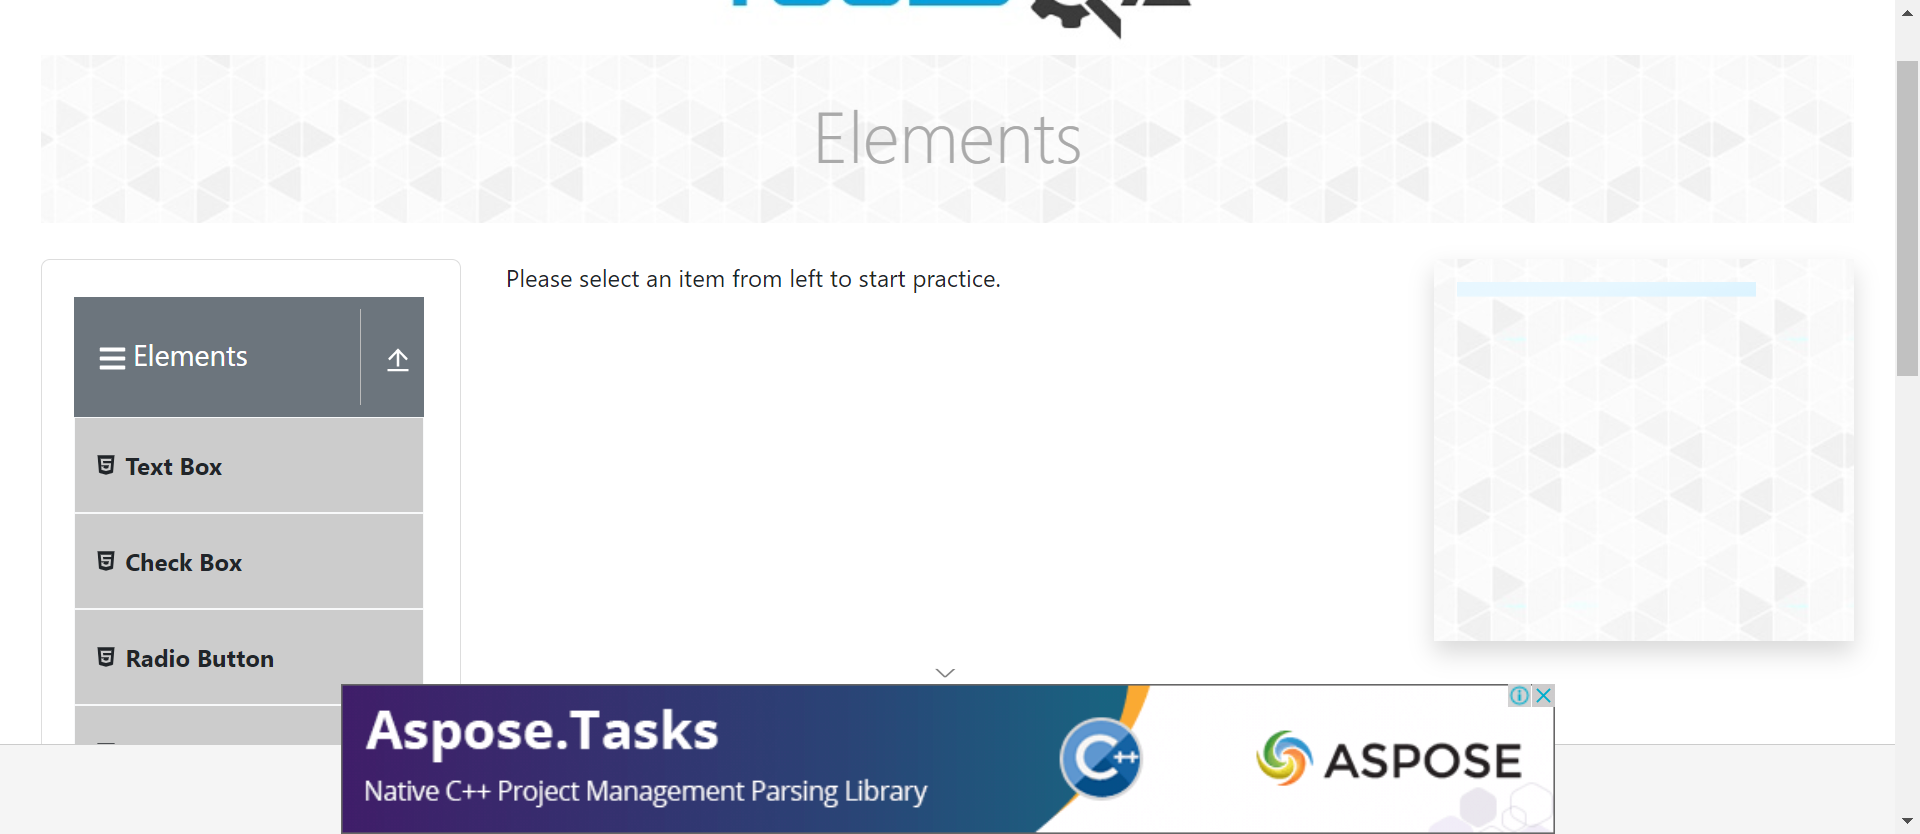 Elements
Please select an item from left to start practice.
Elements
Text Box
Check Box
Radio Button
Aspose.Tasks
Native C++ Project Management Parsing Library
C++
ASPOSE